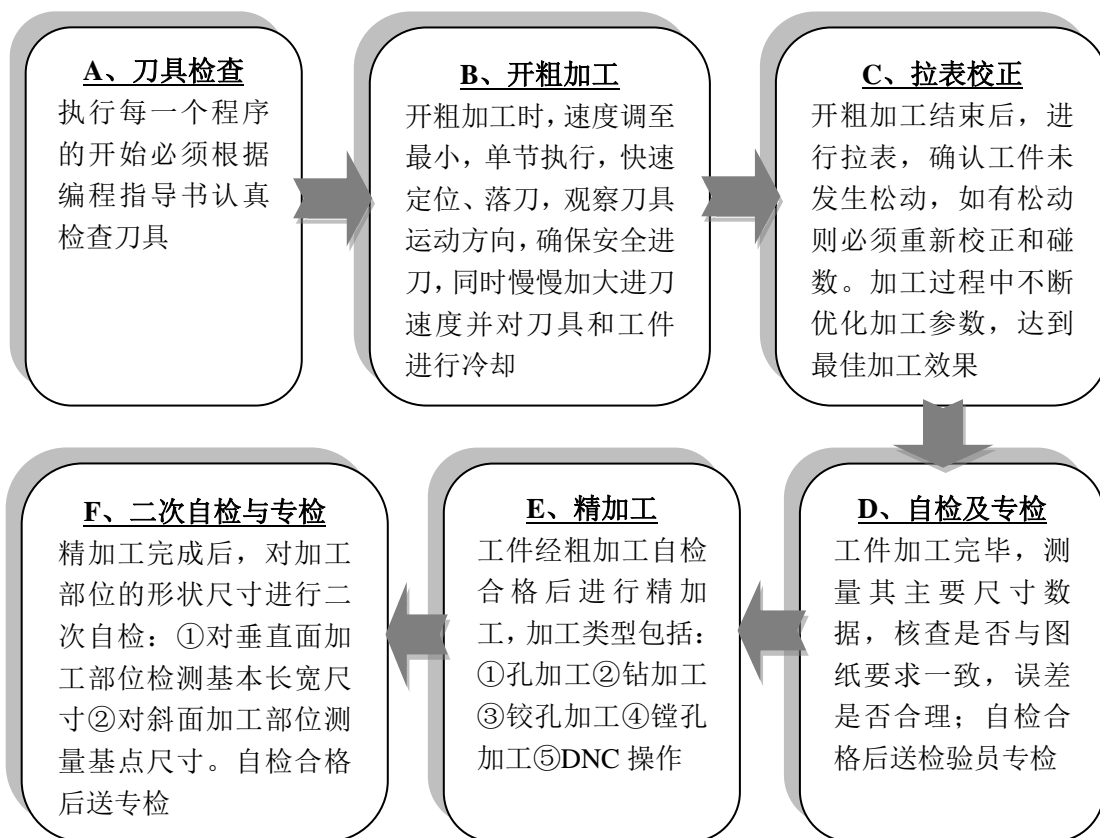 A、刀具检查
执行每一个程序
的开始必须根据
编程指导书认真
检查刀具
B、开粗加工
开粗加工时，速度调至
最小，单节执行，快速
定位、落刀，观察刀具
运动方向，确保安全进
刀，同时慢慢加大进刀
速度并对刀具和工件
进行冷却
C、拉表校正
开粗加工结束后，进
行拉表，确认工件未
发生松动，如有松动
则必须重新校正和碰
数。加工过程中不断
优化加工参数，达到
最佳加工效果
D、自检及专检
工件加工完毕，测
量其主要尺寸数
据，核查是否与图
纸要求一致，误差
是否合理；自检合
格后送检验员专检
E、精加工
工件经粗加工自检
合格后进行精加
工，加工类型包括：
①孔加工②钻加工
③铰孔加工④镗孔
加工⑤DNC 操作
F、二次自检与专检
精加工完成后，对加工
部位的形状尺寸进行二
次自检：①对垂直面加
工部位检测基本长宽尺
寸②对斜面加工部位测
量基点尺寸。自检合格
后送专检